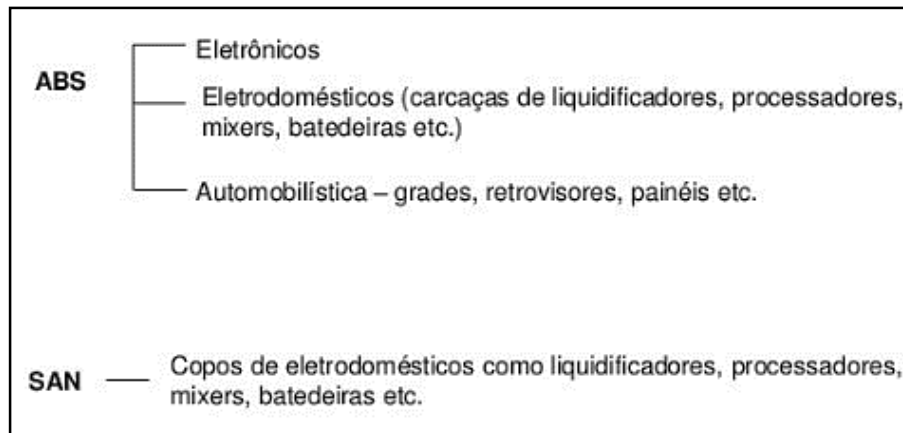 Eletrônicos
ABS
Eletrodomésticos (carcaças de liquidificadores, processadores,
mixers, batedeiras etc.)
Automobilística – grades, retrovisores, painéis etc.
Copos de eletrodomésticos como liquidificadores, processadores,
SAN
mixers, batedeiras etc.